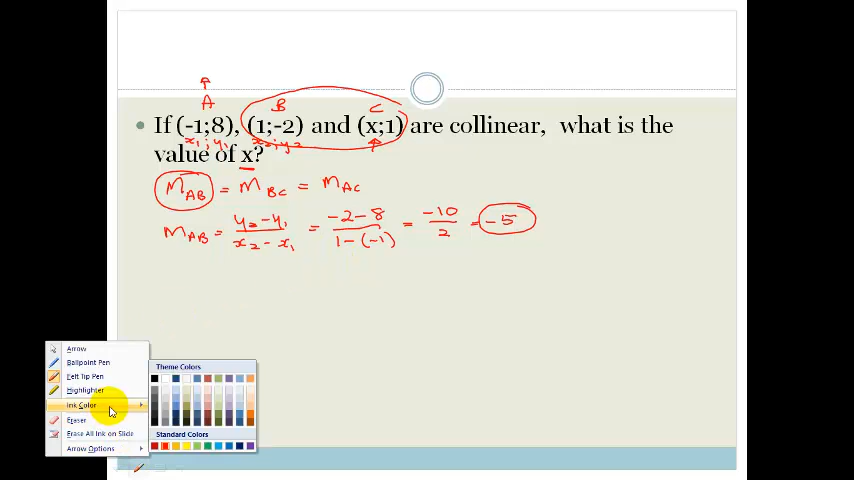 A
B
C
If (-1;8), (1;-2) and (x;1) are collinear, what is the
x₁; y₁ x₂; y₂
value of x?
M_AB = M_BC = M_AC
M_AB = y₂ - y₁ / x₂ - x₁ = -2 - 8 / 1 - (-1) = -10 / 2 = -5
Arrow
Ballpoint Pen
Felt Tip Pen
Highlighter
Ink Color
Eraser
Erase All Ink on Slide
Arrow Options
Theme Colors
Standard Colors